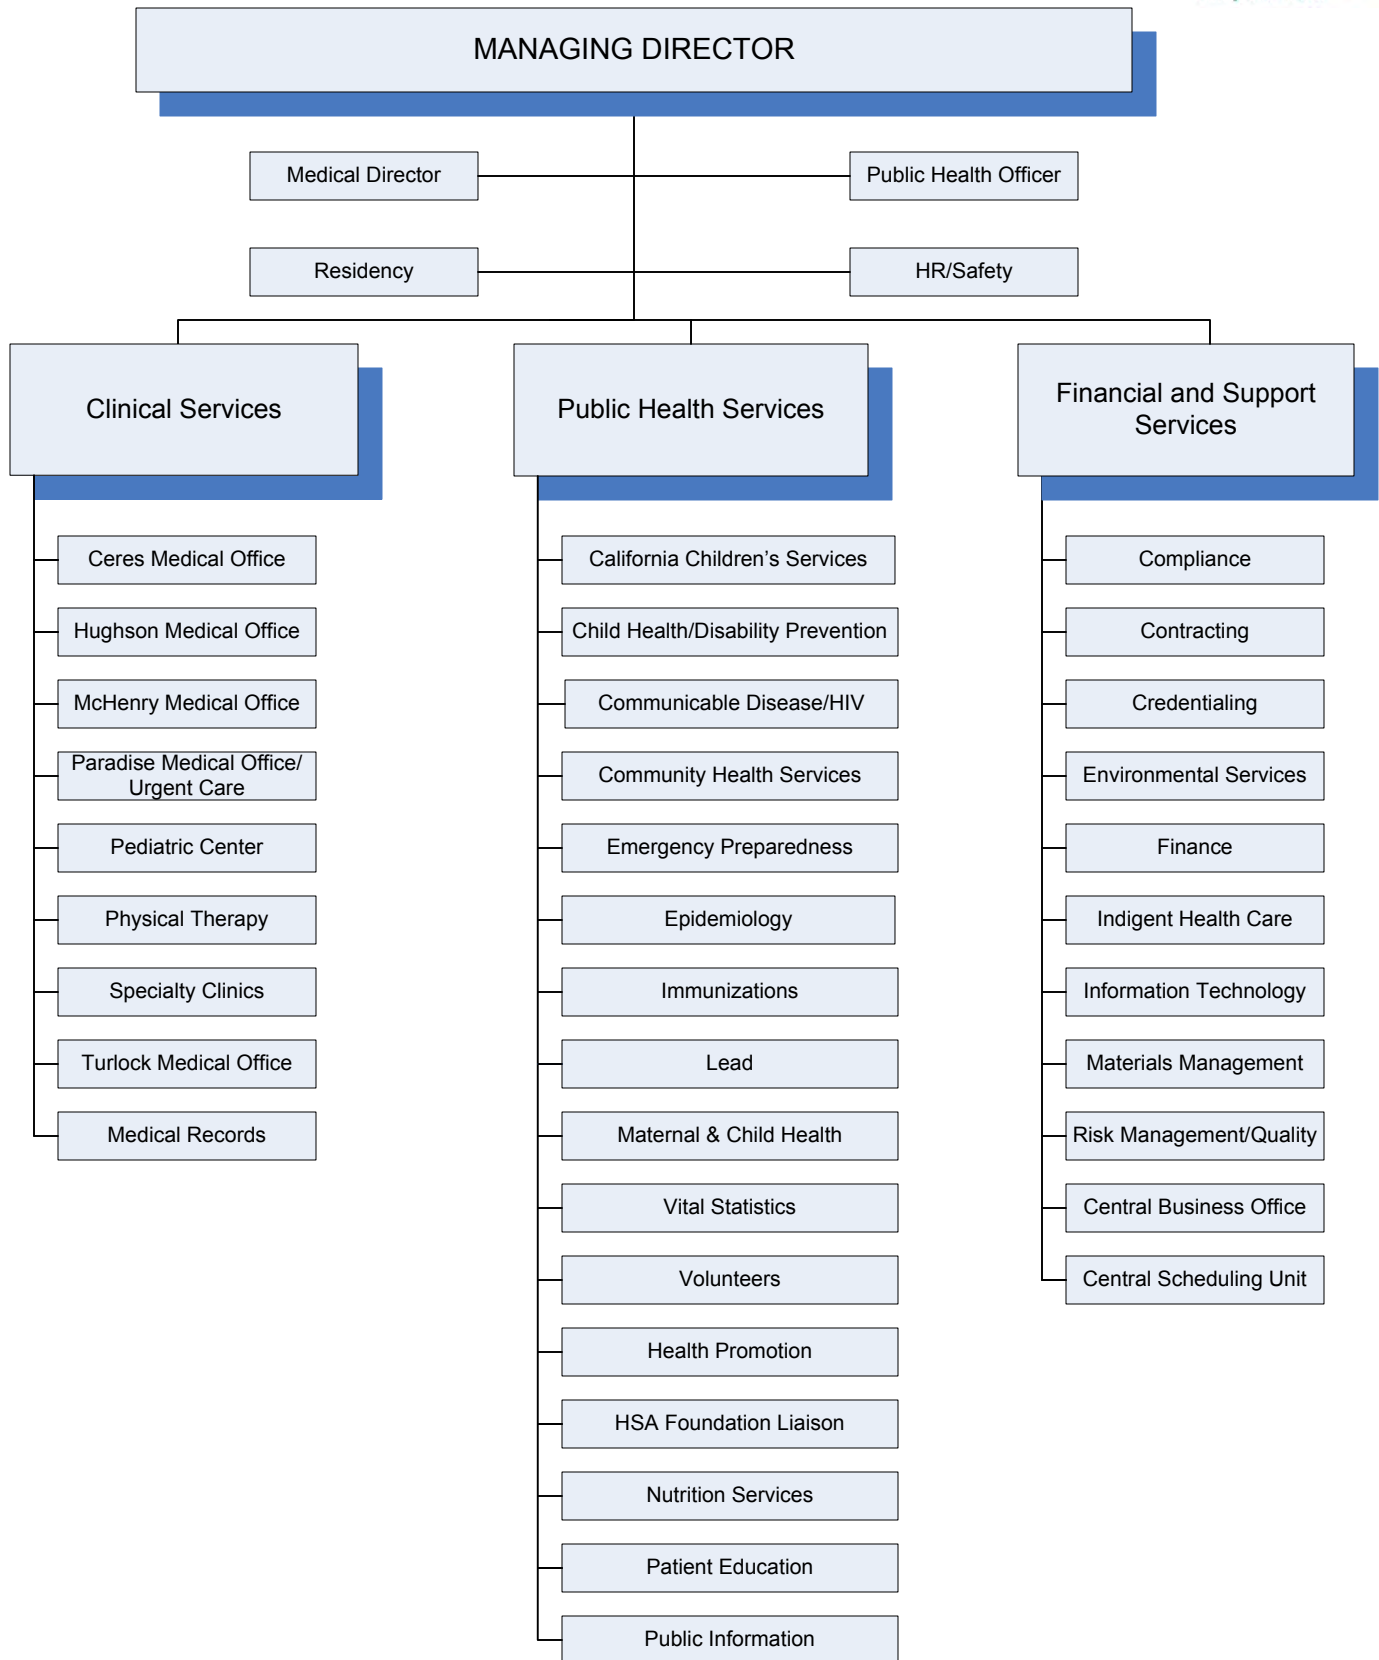 MANAGING DIRECTOR
Medical Director
Public Health Officer
Residency
HR/Safety
Clinical Services
Ceres Medical Office
Hughson Medical Office
McHenry Medical Office
Paradise Medical Office/
Urgent Care
Pediatric Center
Physical Therapy
Specialty Clinics
Turlock Medical Office
Medical Records
Public Health Services
California Children’s Services
Child Health/Disability Prevention
Communicable Disease/HIV
Community Health Services
Emergency Preparedness
Epidemiology
Immunizations
Lead
Maternal & Child Health
Vital Statistics
Volunteers
Health Promotion
HSA Foundation Liaison
Nutrition Services
Patient Education
Public Information
Financial and Support
Services
Compliance
Contracting
Credentialing
Environmental Services
Finance
Indigent Health Care
Information Technology
Materials Management
Risk Management/Quality
Central Business Office
Central Scheduling Unit